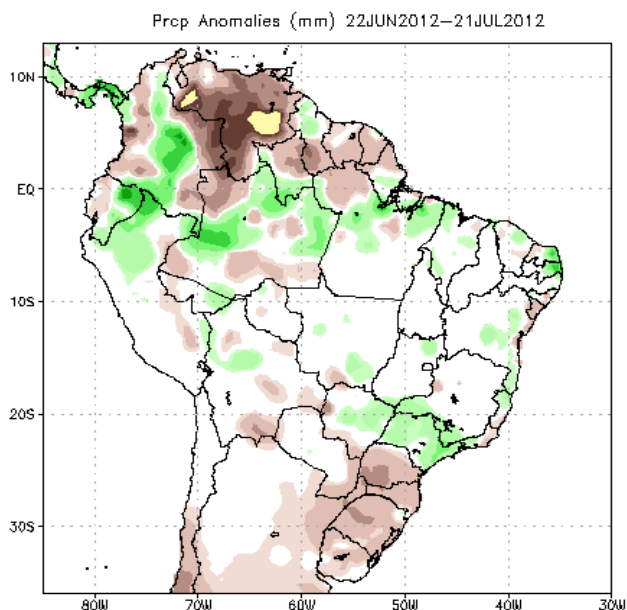 Prcp Anomalies (mm) 22JUN2012–21JUL2012
10N
EQ
10S
20S
30S
80W 70W 60W 50W 40W 30W